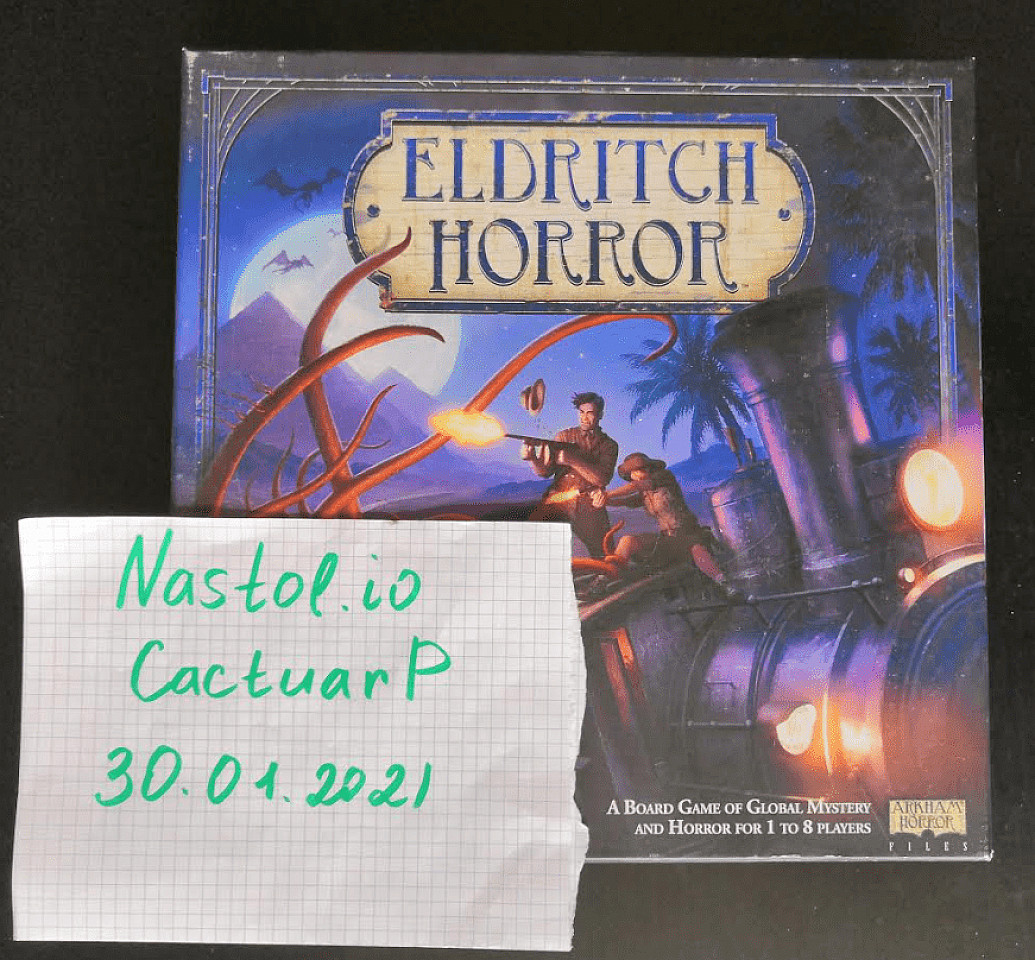 ELDRITCH
HORROR
Nastol.io
CactuarP
30.01.2021
A BOARD GAME OF GLOBAL MYSTERY
AND HORROR FOR 1 TO 8 PLAYERS
ARKHAM
HORROR
FILES